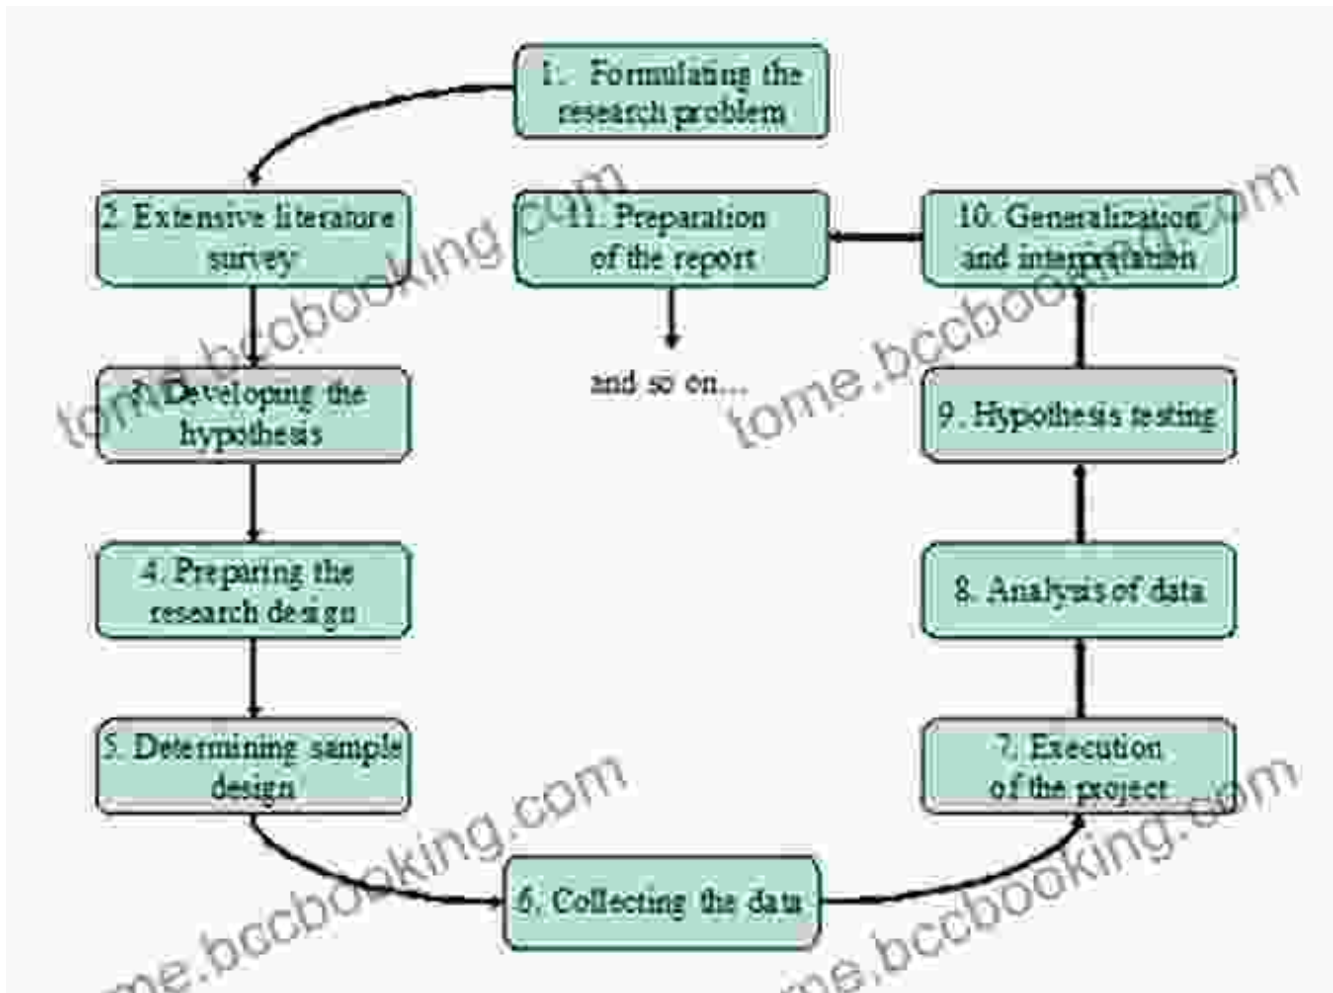 1. Formulating the
research problem
2. Extensive literature
survey
3. Developing the
hypothesis
4. Preparing the
research design
5. Determining sample
design
6. Collecting the data
7. Execution
of the project
8. Analysis of data
9. Hypothesis testing
10. Generalization
and interpretation
11. Preparation
of the report
and so on...
tome.bccbooking.com
tome.bccbooking.com
me.bccbooking.com
me.bccbooking.com